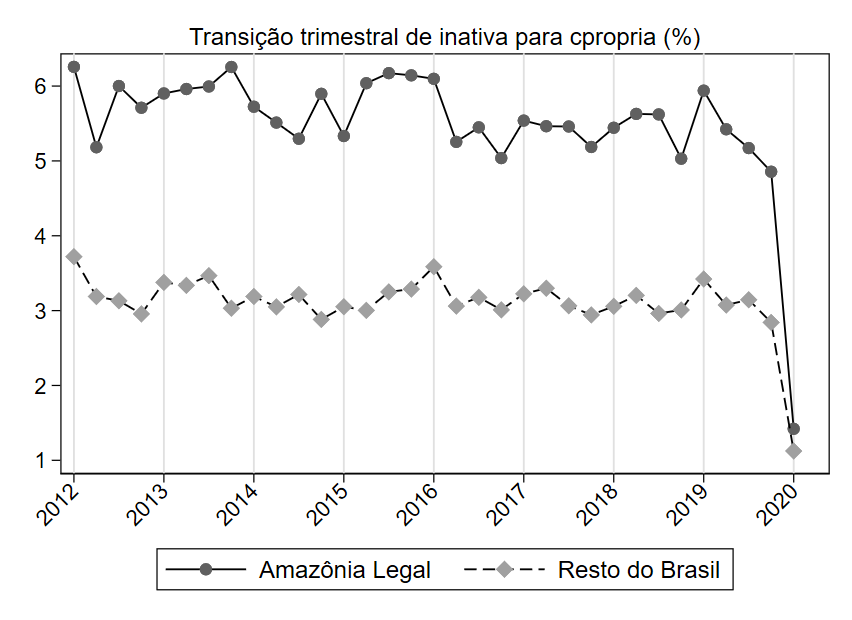 Transição trimestral de inativa para cpropria (%)
6
5
4
3
2
1
2012 2013 2014 2015 2016 2017 2018 2019 2020
Amazônia Legal Resto do Brasil